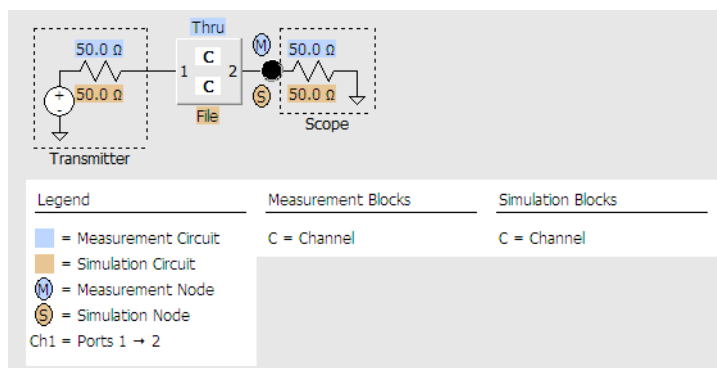 Thru
50.0 Ω
C
M
50.0 Ω
1
2
50.0 Ω
C
S
50.0 Ω
+
-
File
Scope
Transmitter
Legend
Measurement Blocks
Simulation Blocks
= Measurement Circuit
C = Channel
C = Channel
= Simulation Circuit
M = Measurement Node
S = Simulation Node
Ch1 = Ports 1 → 2